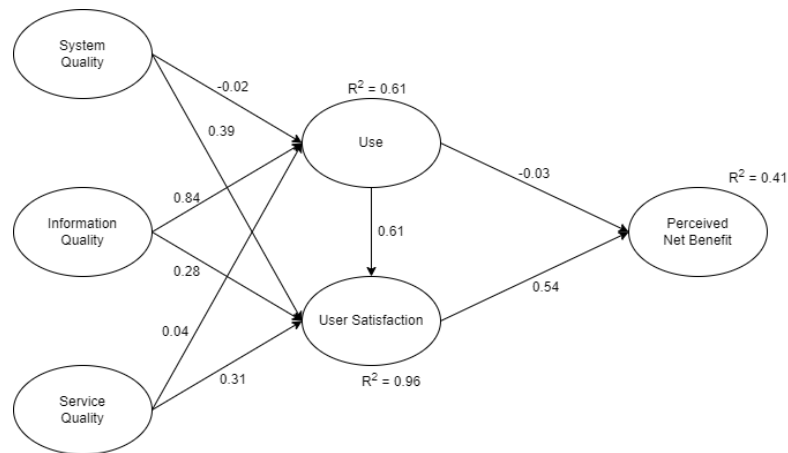 System
Quality
-0.02
R² = 0.61
0.39
Use
0.84
-0.03
R² = 0.41
Information
Quality
0.61
Perceived
Net Benefit
0.28
0.54
User Satisfaction
0.04
0.31
R² = 0.96
Service
Quality